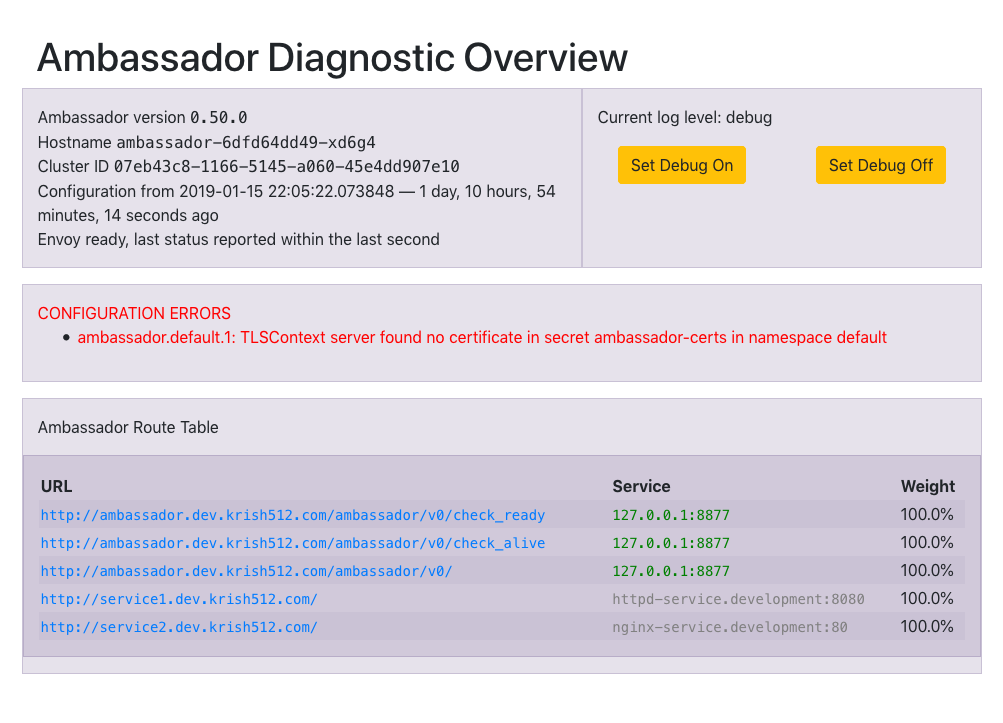 Ambassador Diagnostic Overview
Ambassador version 0.50.0
Hostname ambassador-6dfd64dd49-xd6g4
Cluster ID 07eb43c8-1166-5145-a060-45e4dd907e10
Configuration from 2019-01-15 22:05:22.073848 — 1 day, 10 hours, 54
minutes, 14 seconds ago
Envoy ready, last status reported within the last second
Current log level: debug
Set Debug On Set Debug Off
CONFIGURATION ERRORS
• ambassador.default.1: TLSContext server found no certificate in secret ambassador-certs in namespace default
Ambassador Route Table
URL Service Weight
http://ambassador.dev.krish512.com/ambassador/v0/check_ready 127.0.0.1:8877 100.0%
http://ambassador.dev.krish512.com/ambassador/v0/check_alive 127.0.0.1:8877 100.0%
http://ambassador.dev.krish512.com/ambassador/v0/ 127.0.0.1:8877 100.0%
http://service1.dev.krish512.com/ httpd-service.development:8080 100.0%
http://service2.dev.krish512.com/ nginx-service.development:80 100.0%